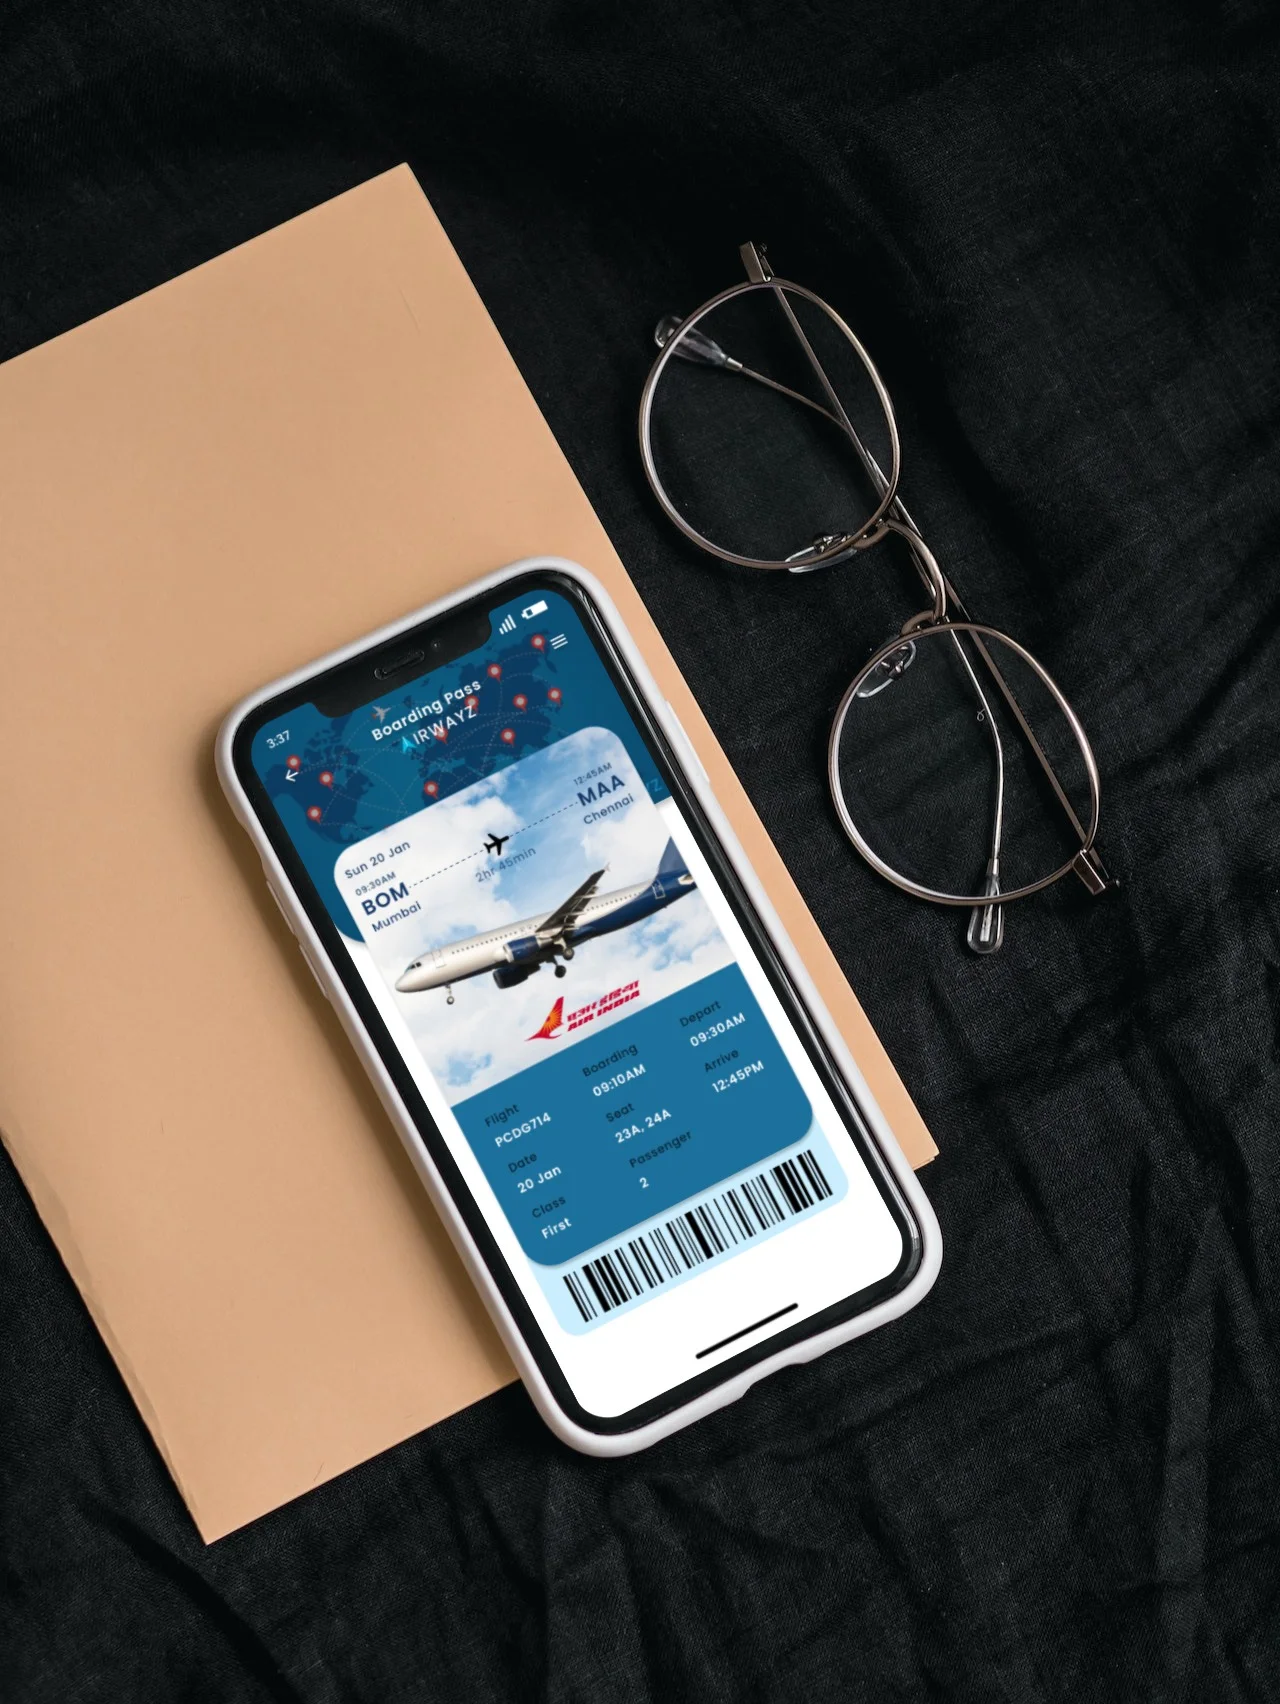 3:37
Boarding Pass
AIRWAYZ
Sun 20 Jan
09:30AM
BOM
Mumbai
2hr 45min
12:45AM
MAA
Chennai
एअर इंडिया
AIR INDIA
Flight
PCDG714
Boarding
09:10AM
Depart
09:30AM
Date
20 Jan
Seat
23A, 24A
Arrive
12:45PM
Class
First
Passenger
2